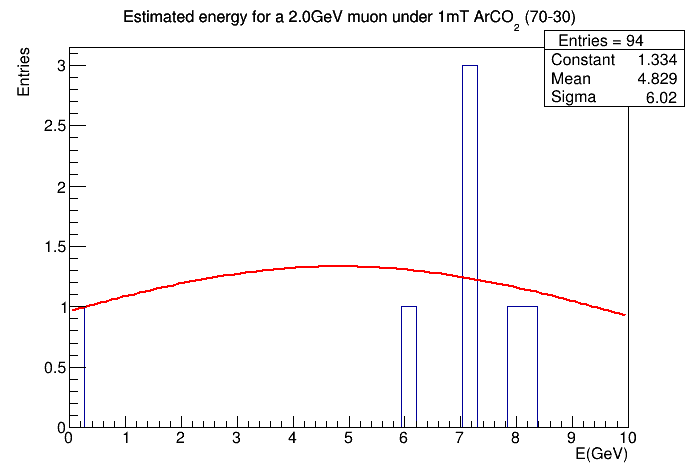 Estimated energy for a 2.0GeV muon under 1mT ArCO2 (70-30)
Entries = 94
Constant 1.334
Mean 4.829
Sigma 6.02
Entries
3
2.5
2
1.5
1
0.5
0
0 1 2 3 4 5 6 7 8 9 10
E(GeV)